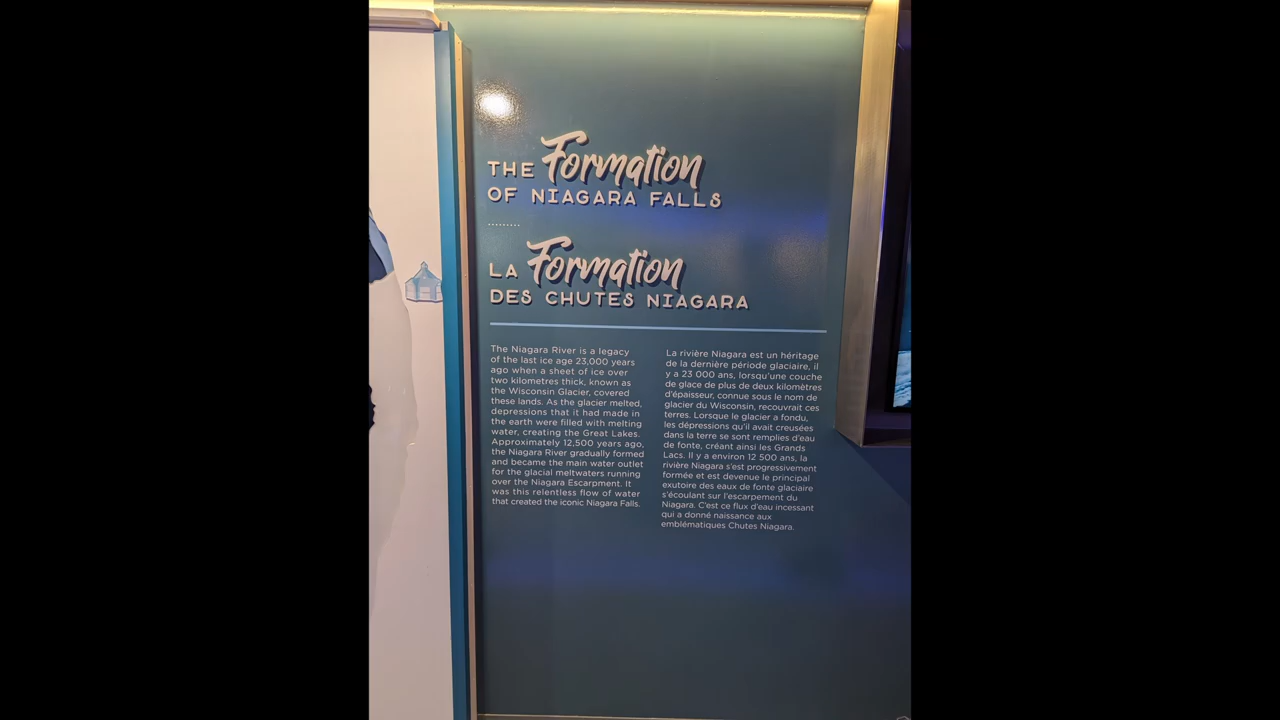 THE Formation
OF NIAGARA FALLS
LA Formation
DES CHUTES NIAGARA
The Niagara River is a legacy
of the last ice age 23,000 years
ago when a sheet of ice over
two kilometres thick, known as
the Wisconsin Glacier, covered
these lands. As the glacier melted,
depressions that it had made in
the earth were filled with melting
water, creating the Great Lakes.
Approximately 12,500 years ago,
the Niagara River gradually formed
and became the main water outlet
for the glacial meltwaters running
over the Niagara Escarpment. It
was this relentless flow of water
that created the iconic Niagara Falls.
La rivière Niagara est un héritage
de la dernière période glaciaire, il
y a 23 000 ans, lorsqu'une couche
de glace de plus de deux kilomètres
d'épaisseur, connue sous le nom de
glacier du Wisconsin, recouvrait ces
terres. Lorsque le glacier a fondu,
les dépressions qu'il avait creusées
dans la terre se sont remplies d'eau
de fonte, créant ainsi les Grands
Lacs. Il y a environ 12 500 ans, la
rivière Niagara s'est progressivement
formée et est devenue le principal
exutoire des eaux de fonte glaciaire
s'écoulant sur l'escarpement du
Niagara. C'est ce flux d'eau incessant
qui a donné naissance aux
emblématiques Chutes Niagara.